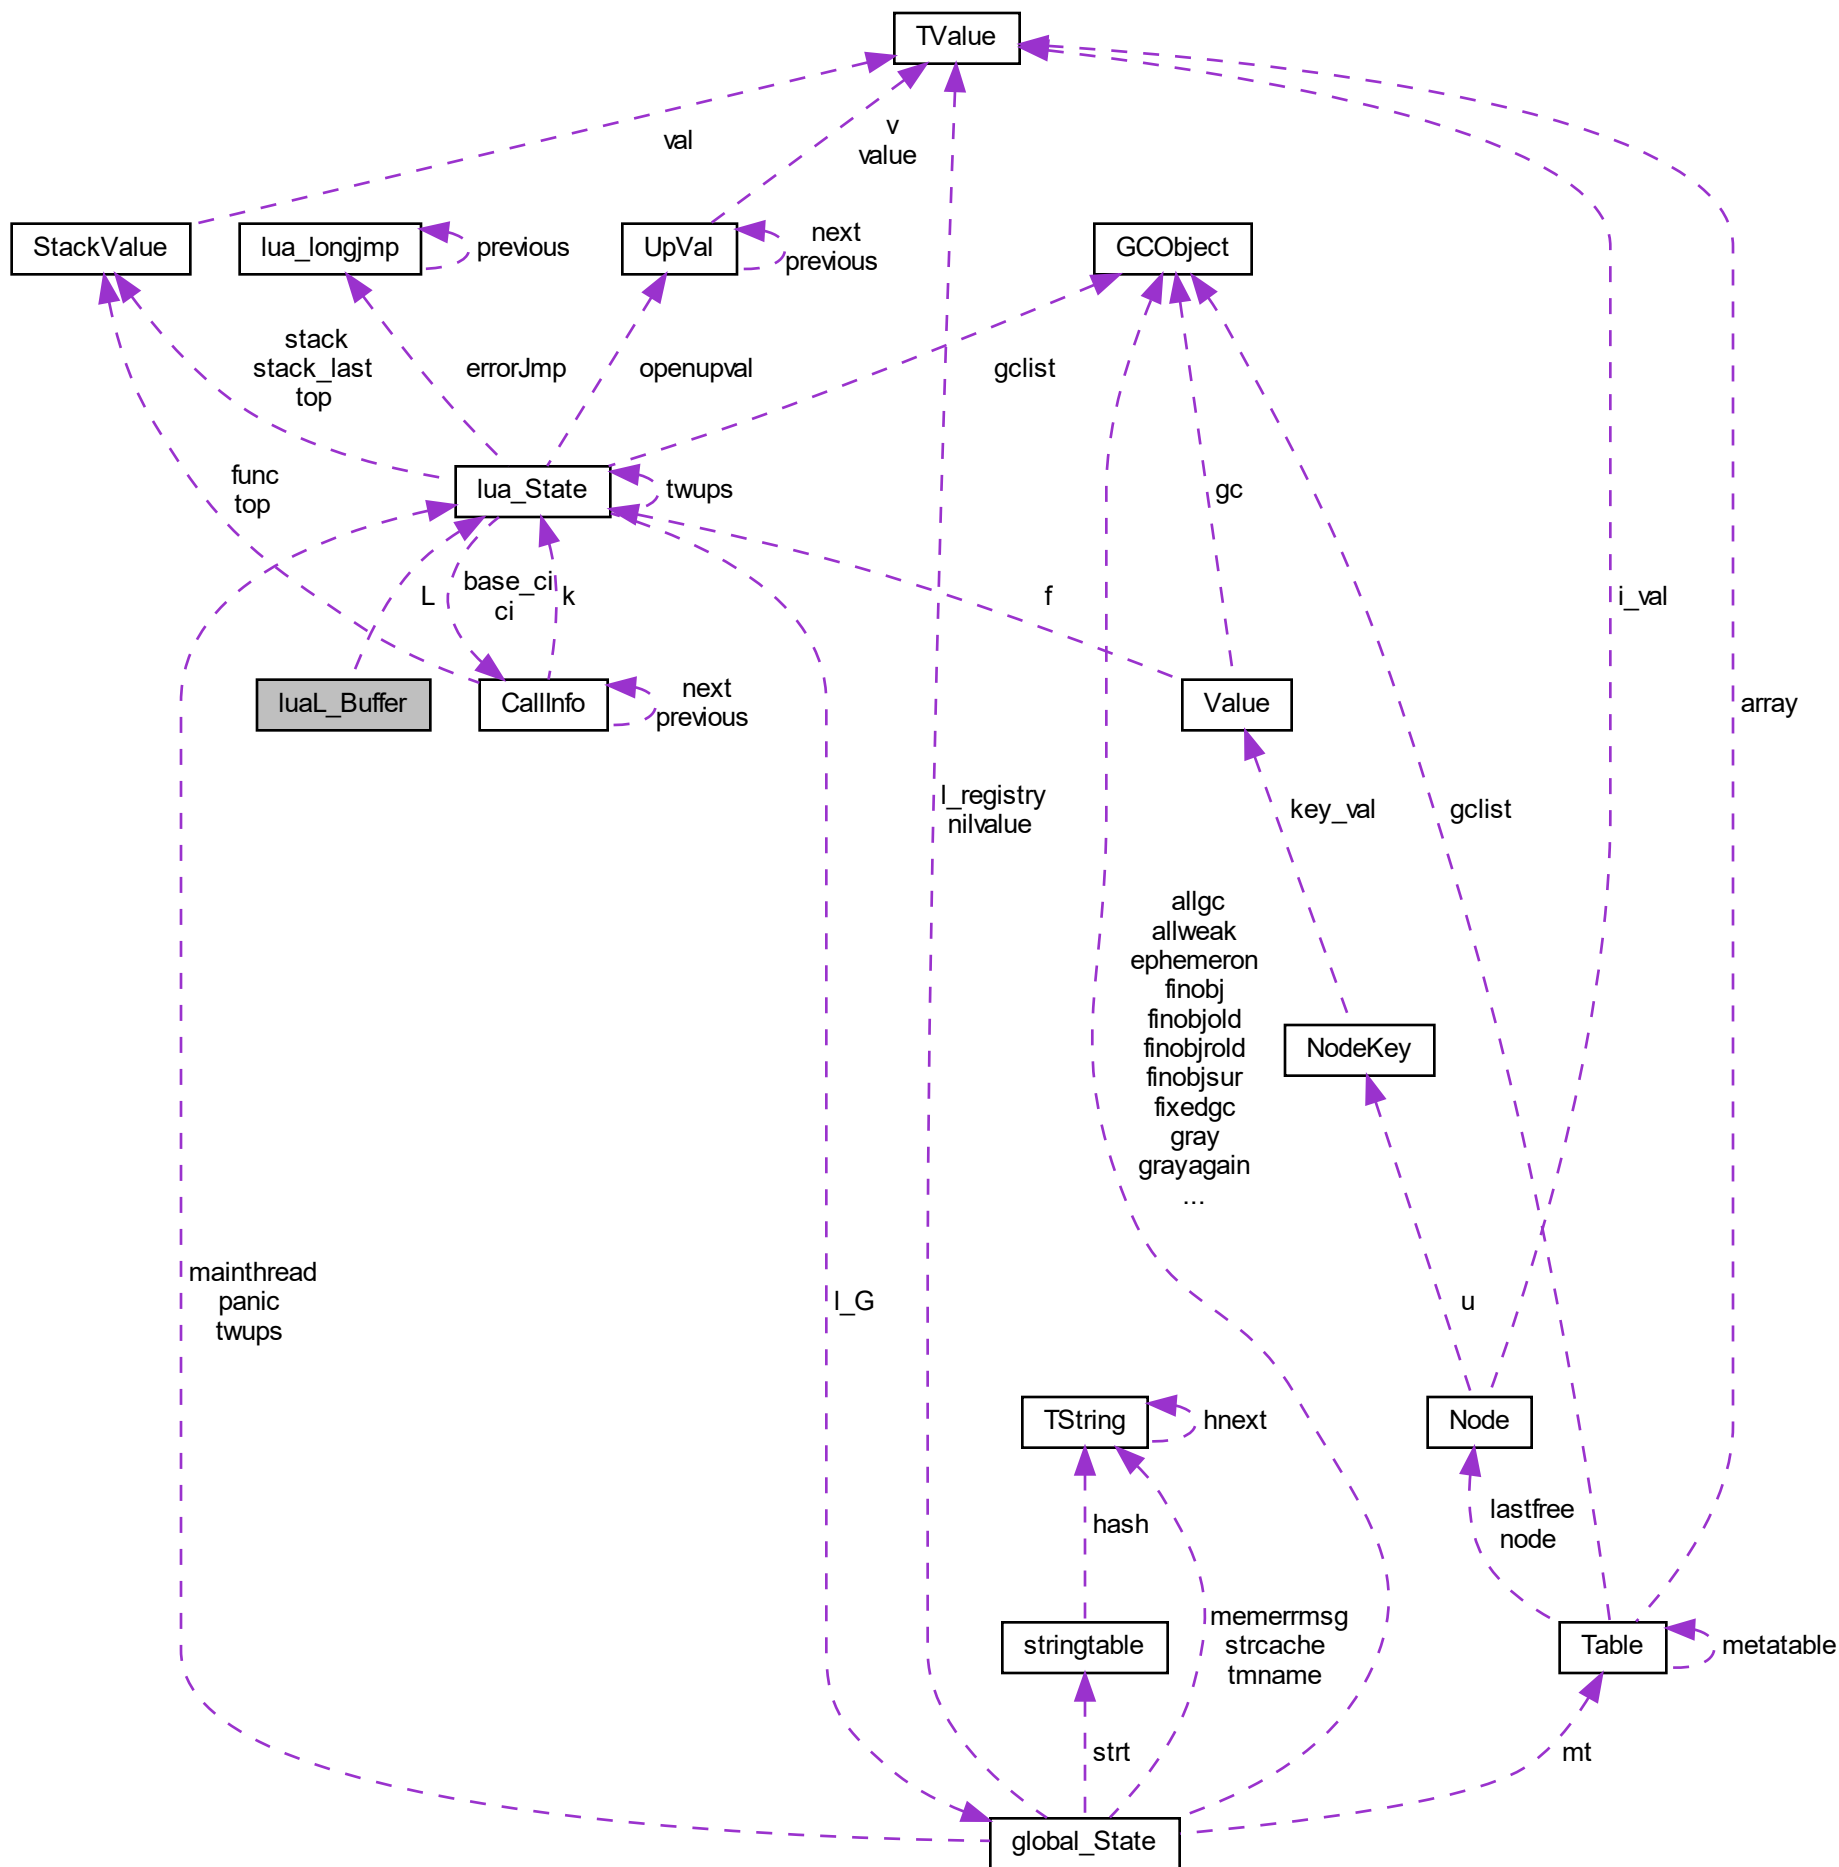 TValue
val
v
value
StackValue
lua_longjmp
previous
UpVal
next
previous
GCObject
stack
stack_last
top
errorJmp
openupval
gclist
func
top
lua_State
twups
gc
L
base_ci
ci
k
f
i_val
luaL_Buffer
CallInfo
next
previous
Value
array
l_registry
nilvalue
key_val
gclist
allgc
allweak
ephemeron
finobj
finobjold
finobjrold
finobjsur
fixedgc
gray
grayagain
...
NodeKey
mainthread
panic
twups
l_G
u
TString
hnext
Node
hash
lastfree
node
memerrmsg
strcache
tmname
stringtable
Table
metatable
strt
mt
global_State